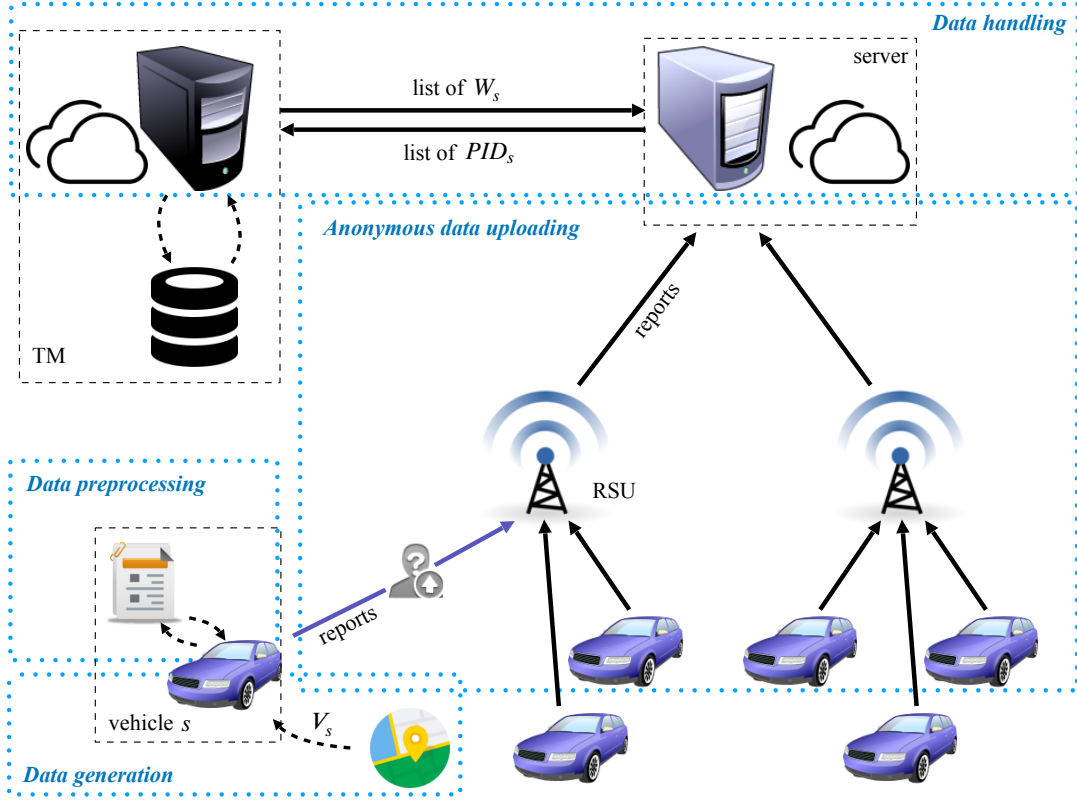 Data handling
server
list of W_s
list of PID_s
Anonymous data uploading
reports
TM
Data preprocessing
RSU
reports
vehicle s
V_s
Data generation